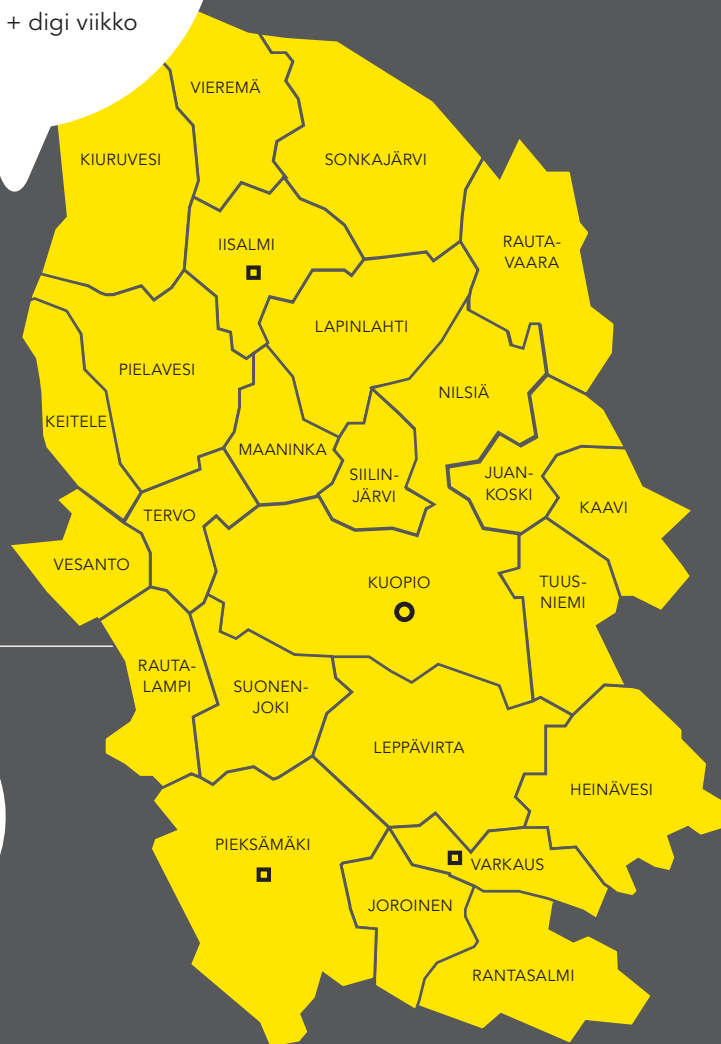 + digi viikko
VIEREMÄ
KIURUVESI
SONKAJÄRVI
IISALMI
RAUTA-
VAARA
LAPINLAHTI
PIELAVESI
NILSIÄ
KEITELE
MAANINKA
SIILIN-
JÄRVI
JUAN-
KOSKI
KAAVI
TERVO
VESANTO
KUOPIO
TUUS-
NIEMI
RAUTA-
LAMPI
SUONEN-
JOKI
LEPPÄVIRTA
HEINÄVESI
PIEKSÄMÄKI
VARKAUS
JOROINEN
RANTASALMI